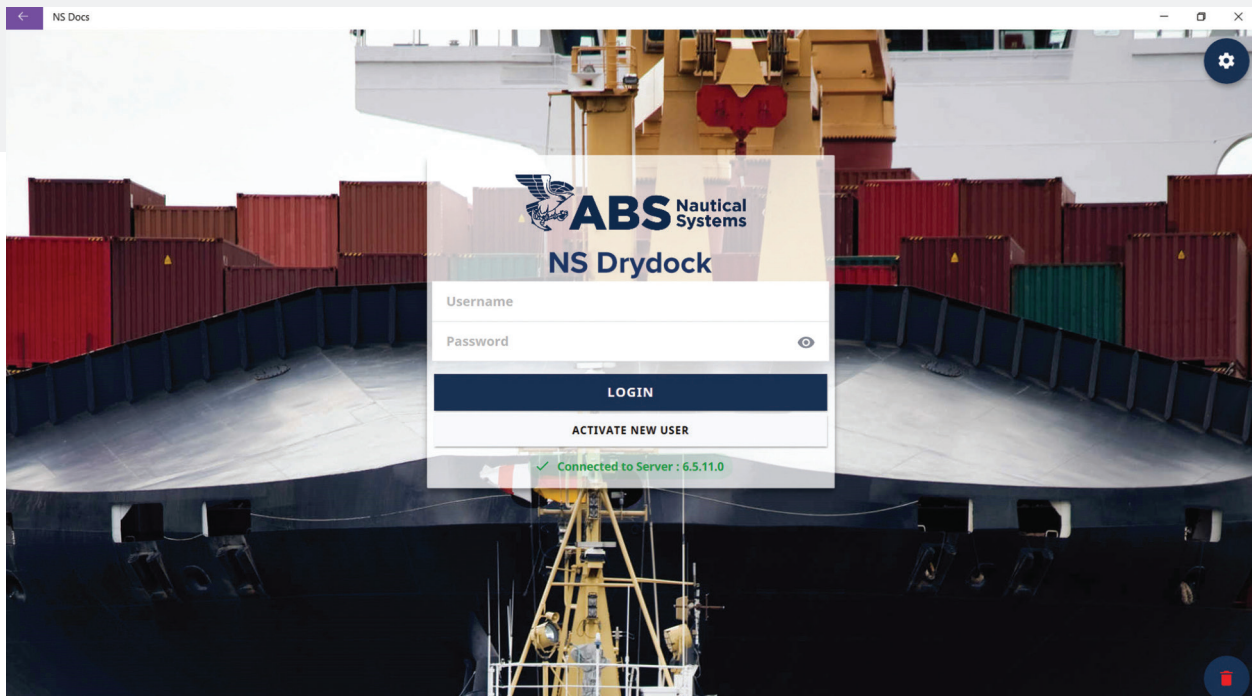 NS Docs
ABS Nautical
Systems
NS Drydock
Username
Password
LOGIN
ACTIVATE NEW USER
Connected to Server : 6.5.11.0